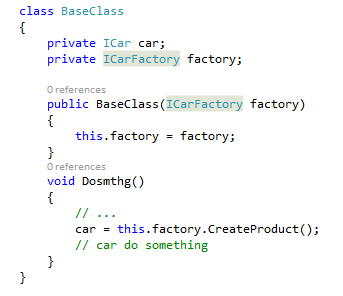 class BaseClass
{
    private ICar car;
    private ICarFactory factory;
    0 references
    public BaseClass(ICarFactory factory)
    {
        this.factory = factory;
    }
    0 references
    void Dosmthg()
    {
        // ...
        car = this.factory.CreateProduct();
        // car do something
    }
}